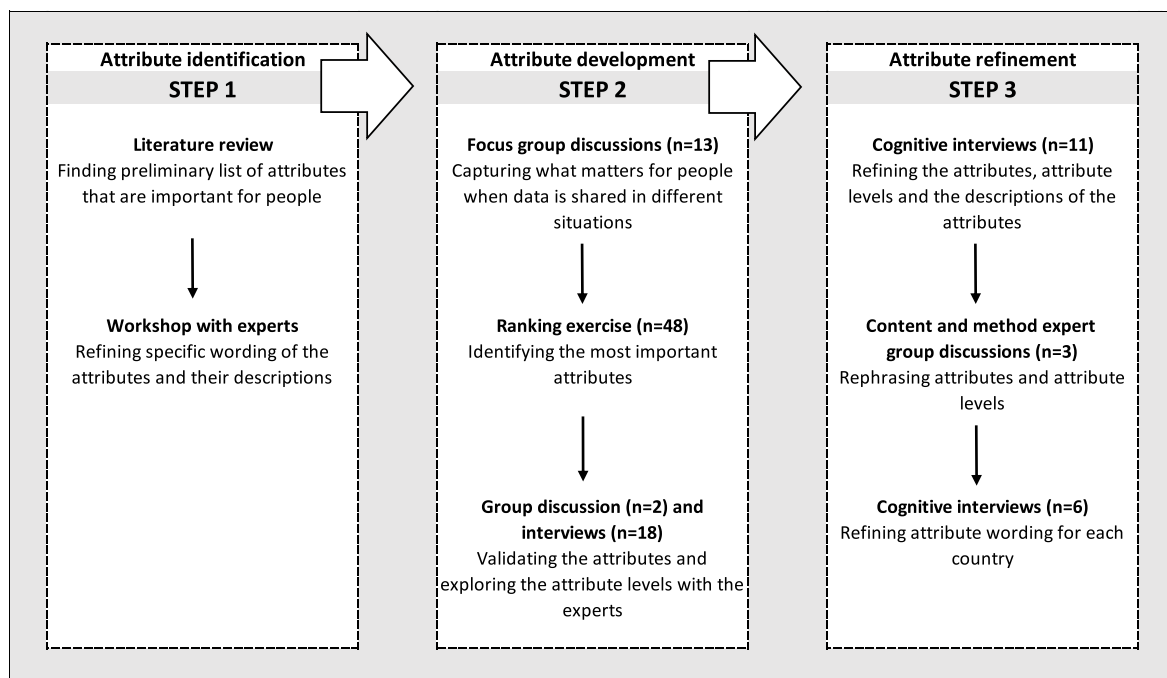 Attribute identification
STEP 1
Literature review
Finding preliminary list of attributes
that are important for people
Workshop with experts
Refining specific wording of the
attributes and their descriptions
Attribute development
STEP 2
Focus group discussions (n=13)
Capturing what matters for people
when data is shared in different
situations
Ranking exercise (n=48)
Identifying the most important
attributes
Group discussion (n=2) and
interviews (n=18)
Validating the attributes and
exploring the attribute levels with the
experts
Attribute refinement
STEP 3
Cognitive interviews (n=11)
Refining the attributes, attribute
levels and the descriptions of the
attributes
Content and method expert
group discussions (n=3)
Rephrasing attributes and attribute
levels
Cognitive interviews (n=6)
Refining attribute wording for each
country